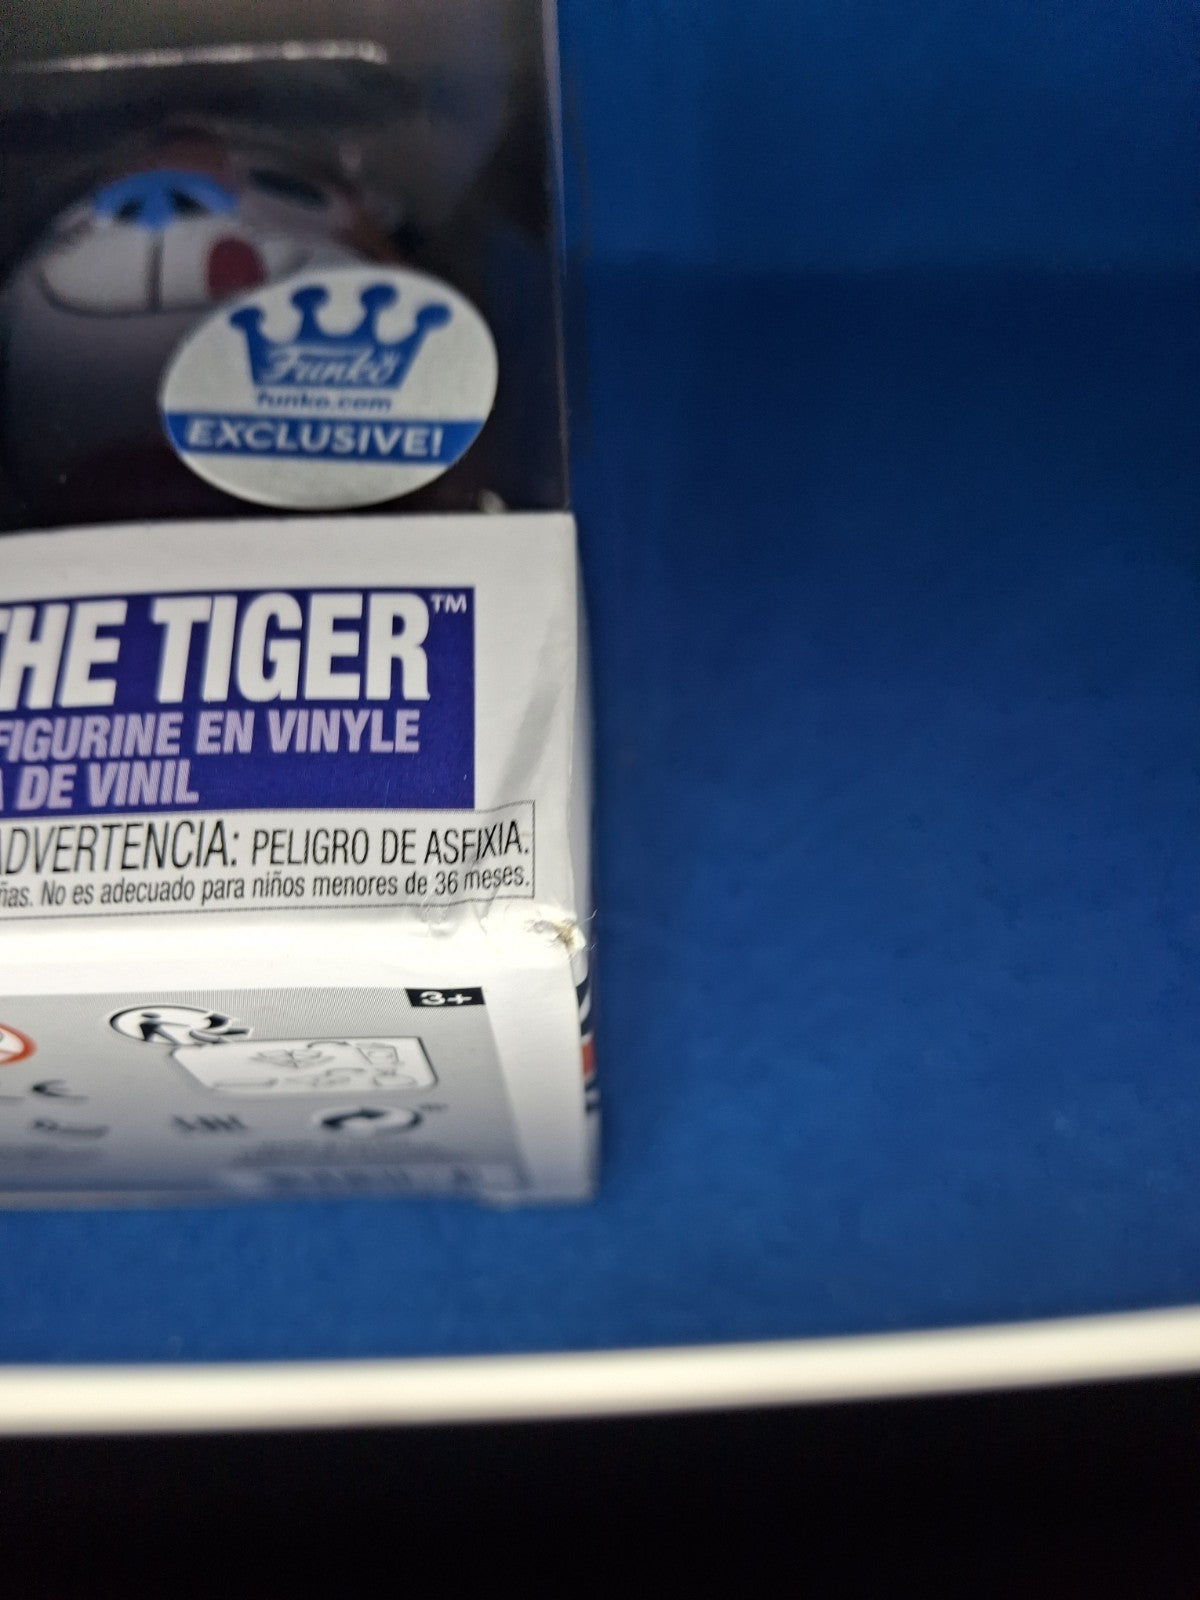 Funko
funko.com
EXCLUSIVE!
THE TIGER™
FIGURINE EN VINYLE
A DE VINIL
ADVERTENCIA: PELIGRO DE ASFIXIA.
ñas. No es adecuado para niños menores de 36 meses.
3+
CE